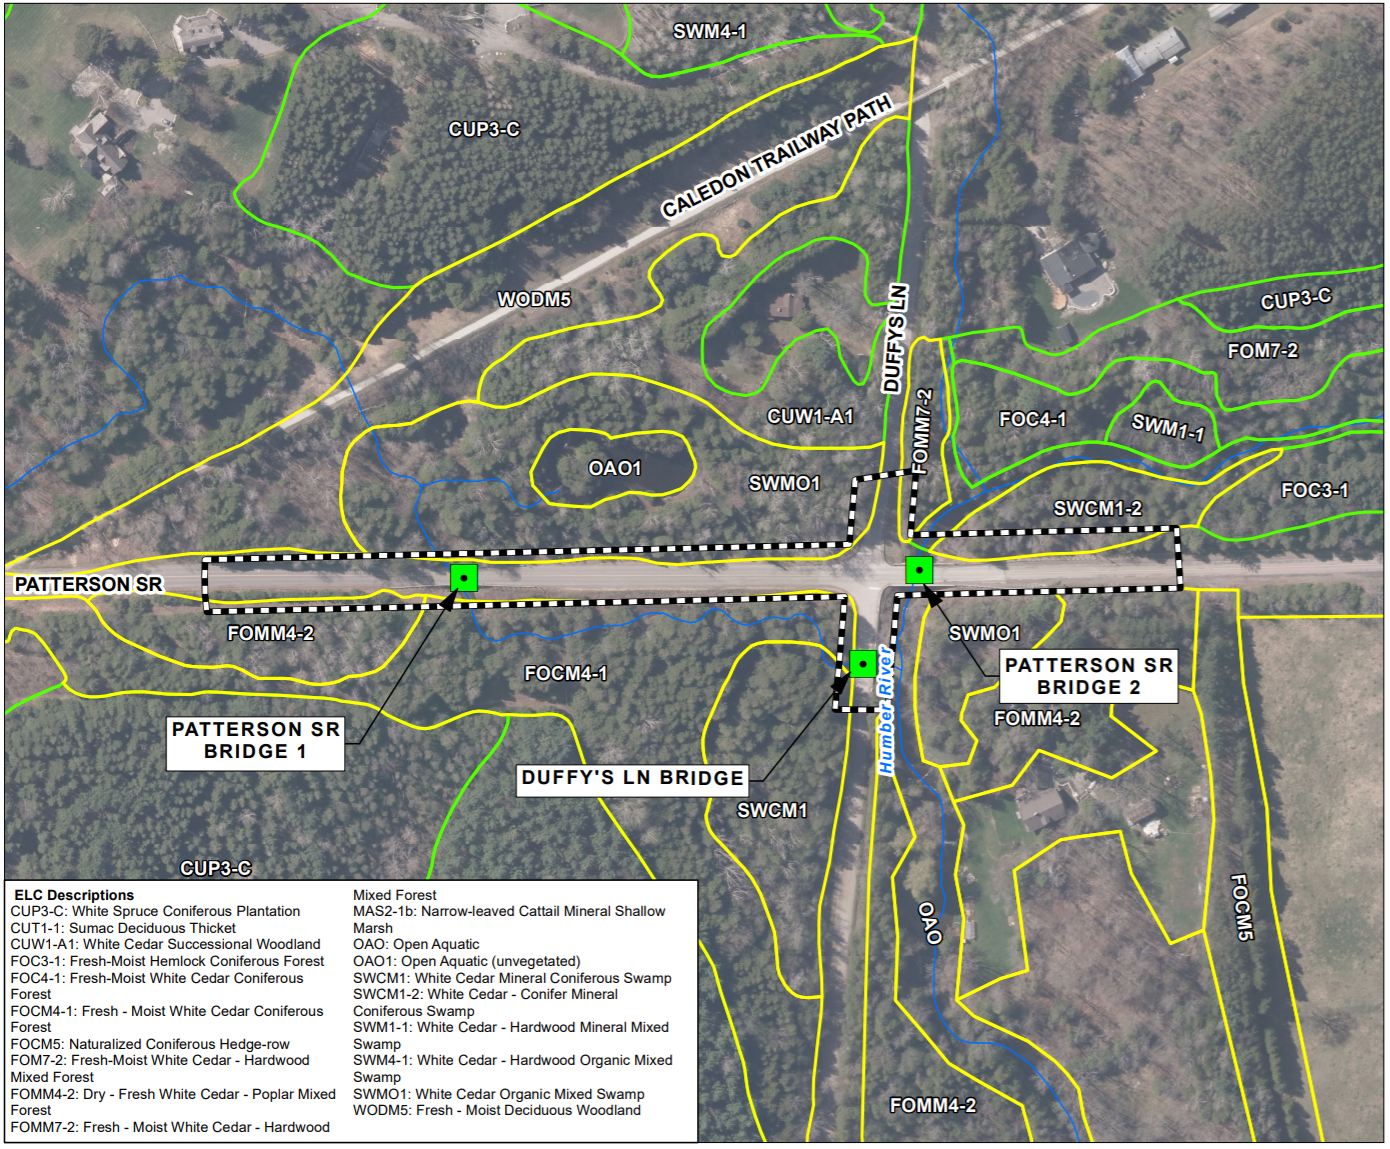 SWM4-1
CUP3-C
CALEDON TRAILWAY PATH
WODM5
DUFFYS LN
CUP3-C
FOM7-2
CUW1-A1
FOMM7-2
FOC4-1
SWM1-1
OAO1
SWMO1
SWCM1-2
FOC3-1
PATTERSON SR
FOMM4-2
SWMO1
FOCM4-1
Humber River
PATTERSON SR
BRIDGE 2
FOMM4-2
PATTERSON SR
BRIDGE 1
DUFFY'S LN BRIDGE
SWCM1
CUP3-C
OAO
FOCM5
FOMM4-2
ELC Descriptions
CUP3-C: White Spruce Coniferous Plantation
CUT1-1: Sumac Deciduous Thicket
CUW1-A1: White Cedar Successional Woodland
FOC3-1: Fresh-Moist Hemlock Coniferous Forest
FOC4-1: Fresh-Moist White Cedar Coniferous
Forest
FOCM4-1: Fresh - Moist White Cedar Coniferous
Forest
FOCM5: Naturalized Coniferous Hedge-row
FOM7-2: Fresh-Moist White Cedar - Hardwood
Mixed Forest
FOMM4-2: Dry - Fresh White Cedar - Poplar Mixed
Forest
FOMM7-2: Fresh - Moist White Cedar - Hardwood
Mixed Forest
MAS2-1b: Narrow-leaved Cattail Mineral Shallow
Marsh
OAO: Open Aquatic
OAO1: Open Aquatic (unvegetated)
SWCM1: White Cedar Mineral Coniferous Swamp
SWCM1-2: White Cedar - Conifer Mineral
Coniferous Swamp
SWM1-1: White Cedar - Hardwood Mineral Mixed
Swamp
SWM4-1: White Cedar - Hardwood Organic Mixed
Swamp
SWMO1: White Cedar Organic Mixed Swamp
WODM5: Fresh - Moist Deciduous Woodland